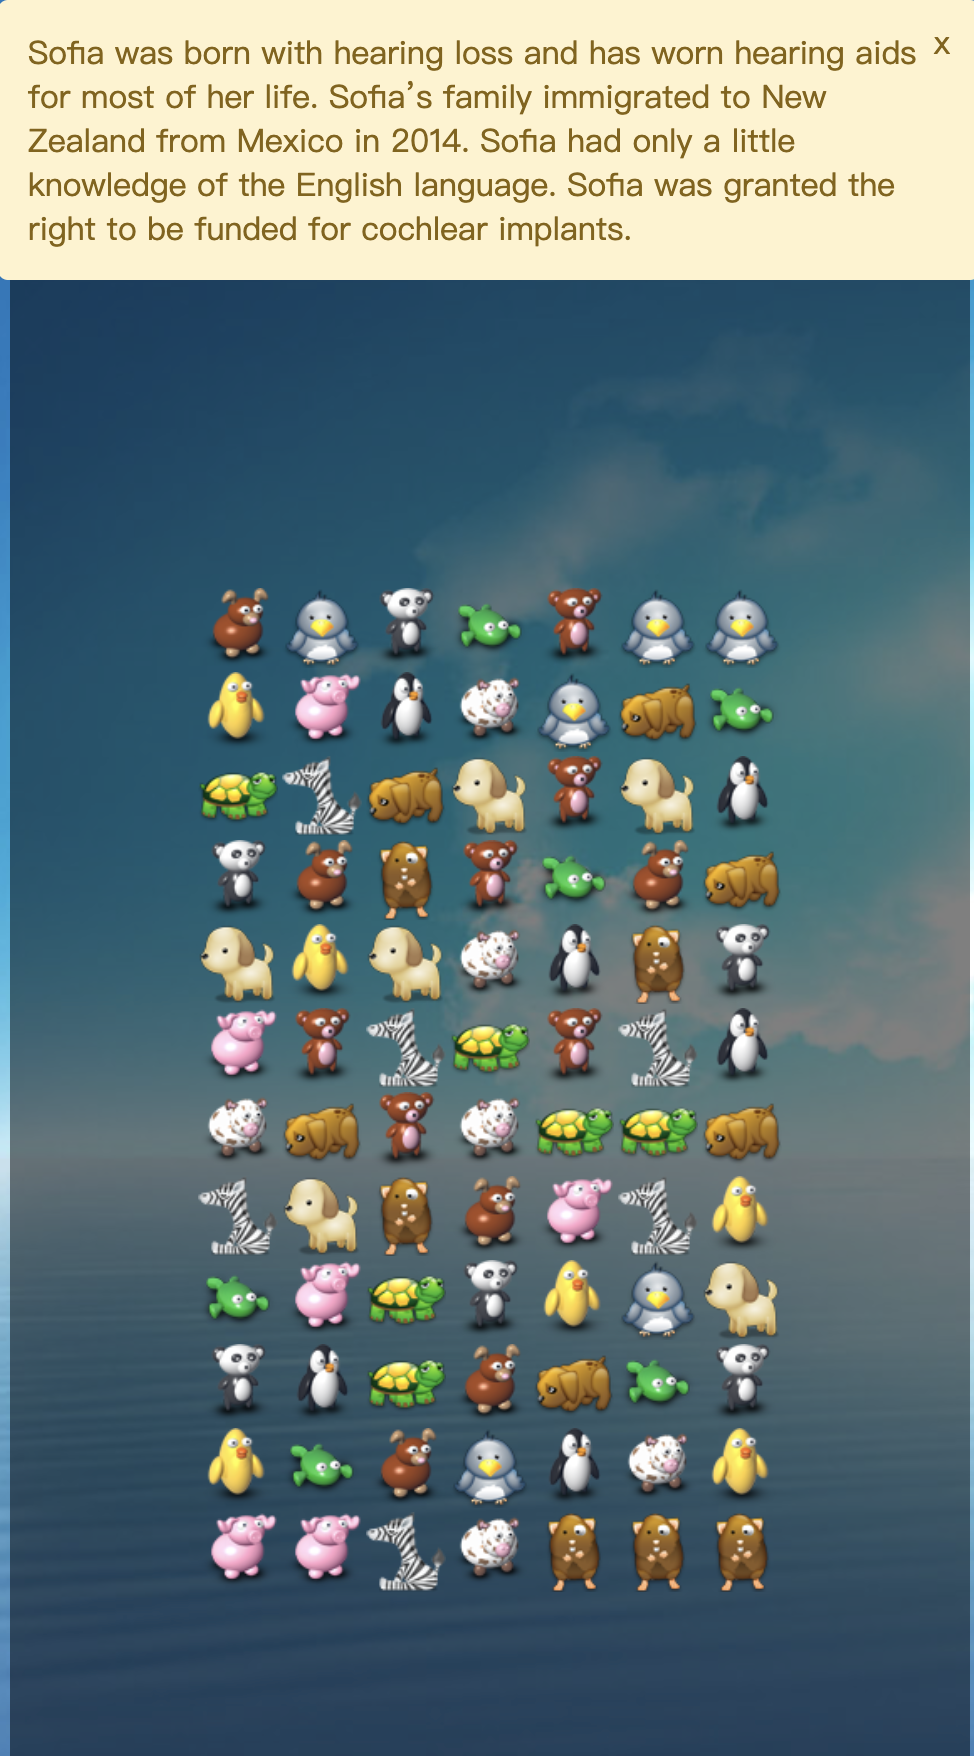 Sofia was born with hearing loss and has worn hearing aids x
for most of her life. Sofia’s family immigrated to New
Zealand from Mexico in 2014. Sofia had only a little
knowledge of the English language. Sofia was granted the
right to be funded for cochlear implants.